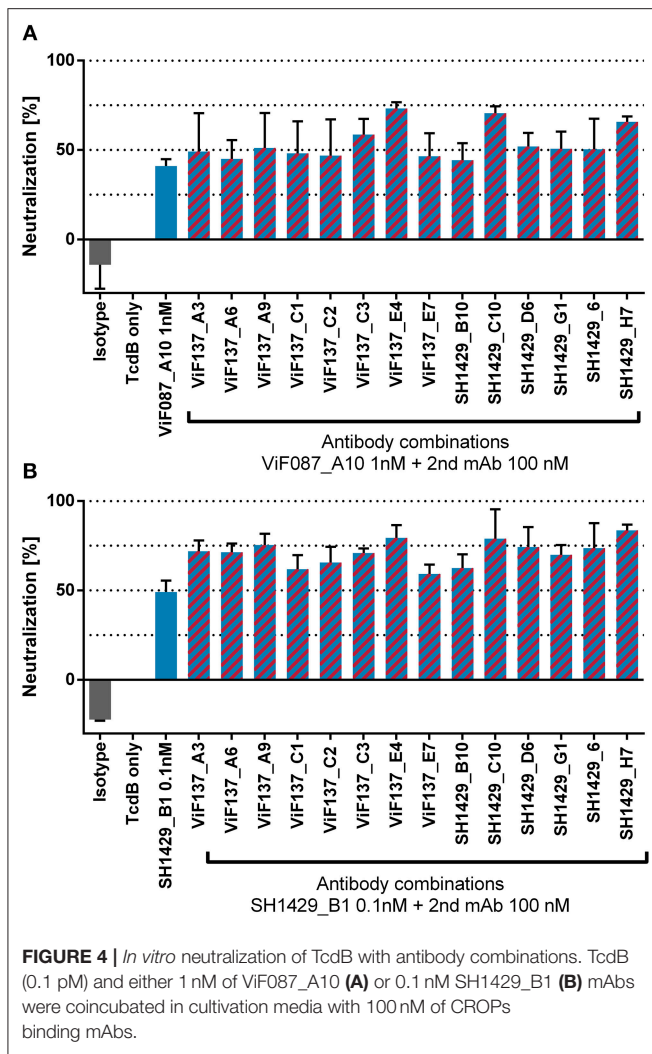 A
Neutralization [%]
100
50
0
Isotype
TcdB only
ViF087_A10 1nM
ViF137_A3
ViF137_A6
ViF137_A9
ViF137_C1
ViF137_C2
ViF137_C3
ViF137_E4
ViF137_E7
SH1429_B10
SH1429_C10
SH1429_D6
SH1429_G1
SH1429_6
SH1429_H7
Antibody combinations
ViF087_A10 1nM + 2nd mAb 100 nM
B
Neutralization [%]
100
50
0
Isotype
TcdB only
SH1429_B1 0.1nM
ViF137_A3
ViF137_A6
ViF137_A9
ViF137_C1
ViF137_C2
ViF137_C3
ViF137_E4
ViF137_E7
SH1429_B10
SH1429_C10
SH1429_D6
SH1429_G1
SH1429_6
SH1429_H7
Antibody combinations
SH1429_B1 0.1nM + 2nd mAb 100 nM
FIGURE 4 | In vitro neutralization of TcdB with antibody combinations. TcdB
(0.1 pM) and either 1 nM of ViF087_A10 (A) or 0.1 nM SH1429_B1 (B) mAbs
were coincubated in cultivation media with 100 nM of CROPs
binding mAbs.